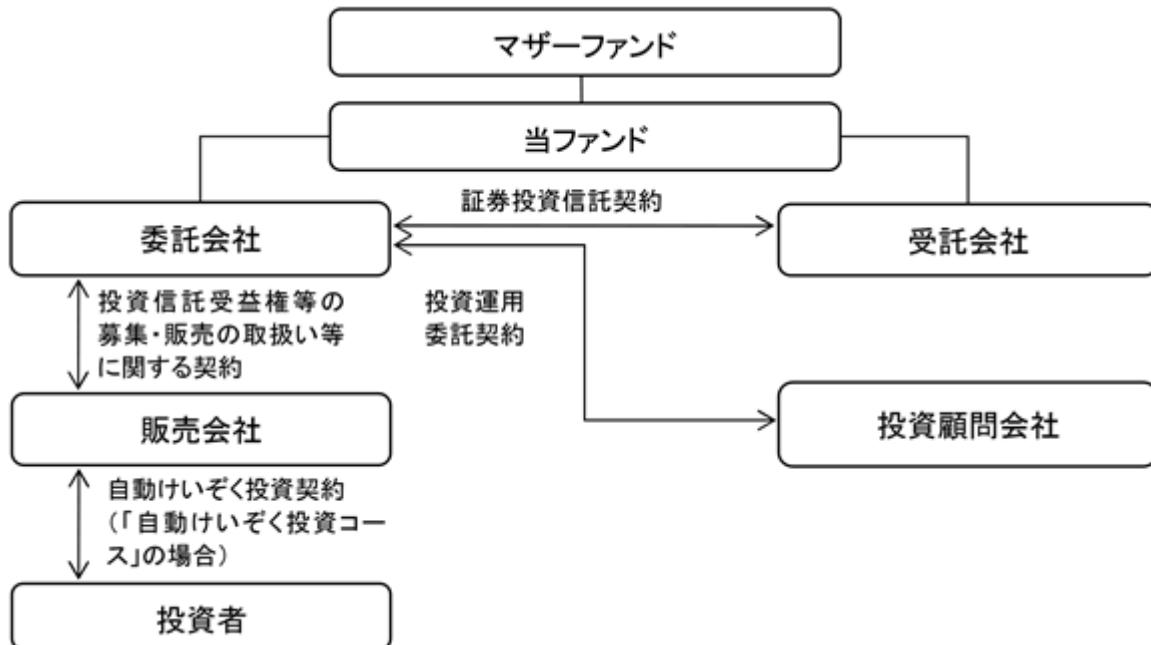 マザーファンド
当ファンド
証券投資信託契約
委託会社
受託会社
投資信託受益権等の
募集・販売の取扱い等
に関する契約
投資運用
委託契約
販売会社
投資顧問会社
自動けいぞく投資契約
（「自動けいぞく投資コー
ス」の場合）
投資者